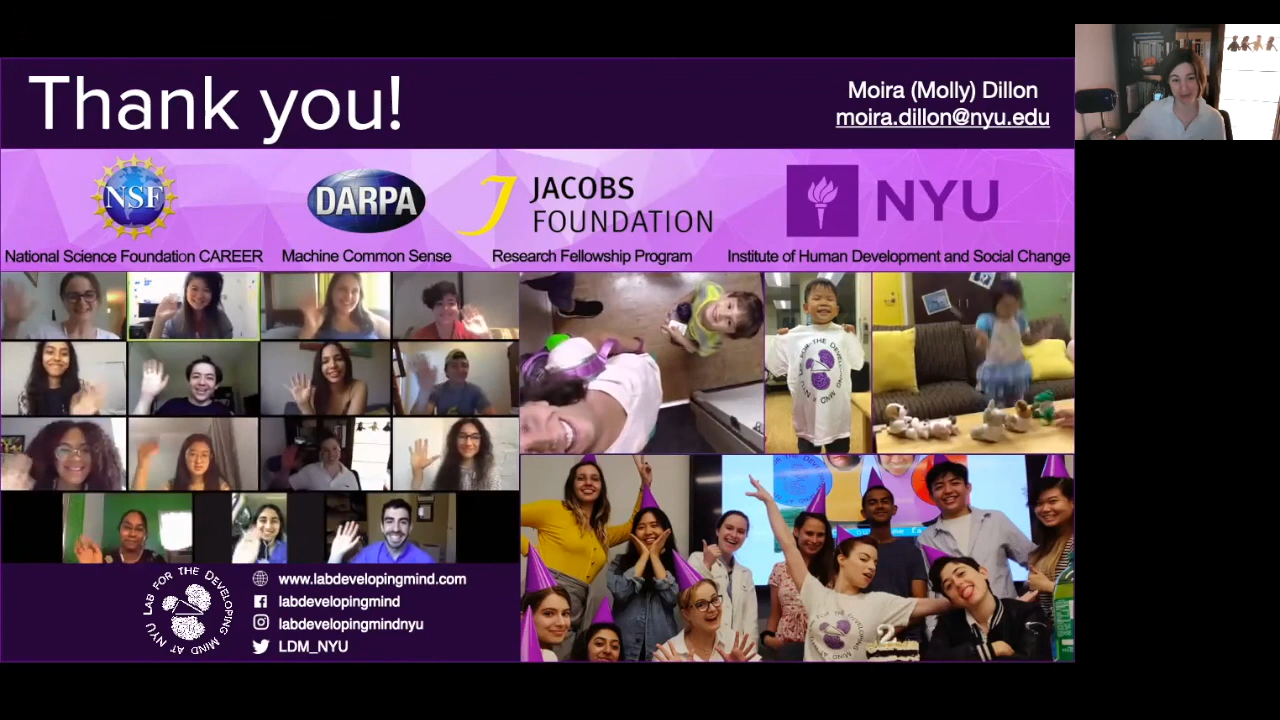 Thank you!
Moira (Molly) Dillon
moira.dillon@nyu.edu
NSF
DARPA
JACOBS
FOUNDATION
NYU
National Science Foundation CAREER
Machine Common Sense
Research Fellowship Program
Institute of Human Development and Social Change
NYU LAB FOR THE DEVELOPING MIND AT
www.labdevelopingmind.com
labdevelopingmind
labdevelopingmindnyu
LDM_NYU